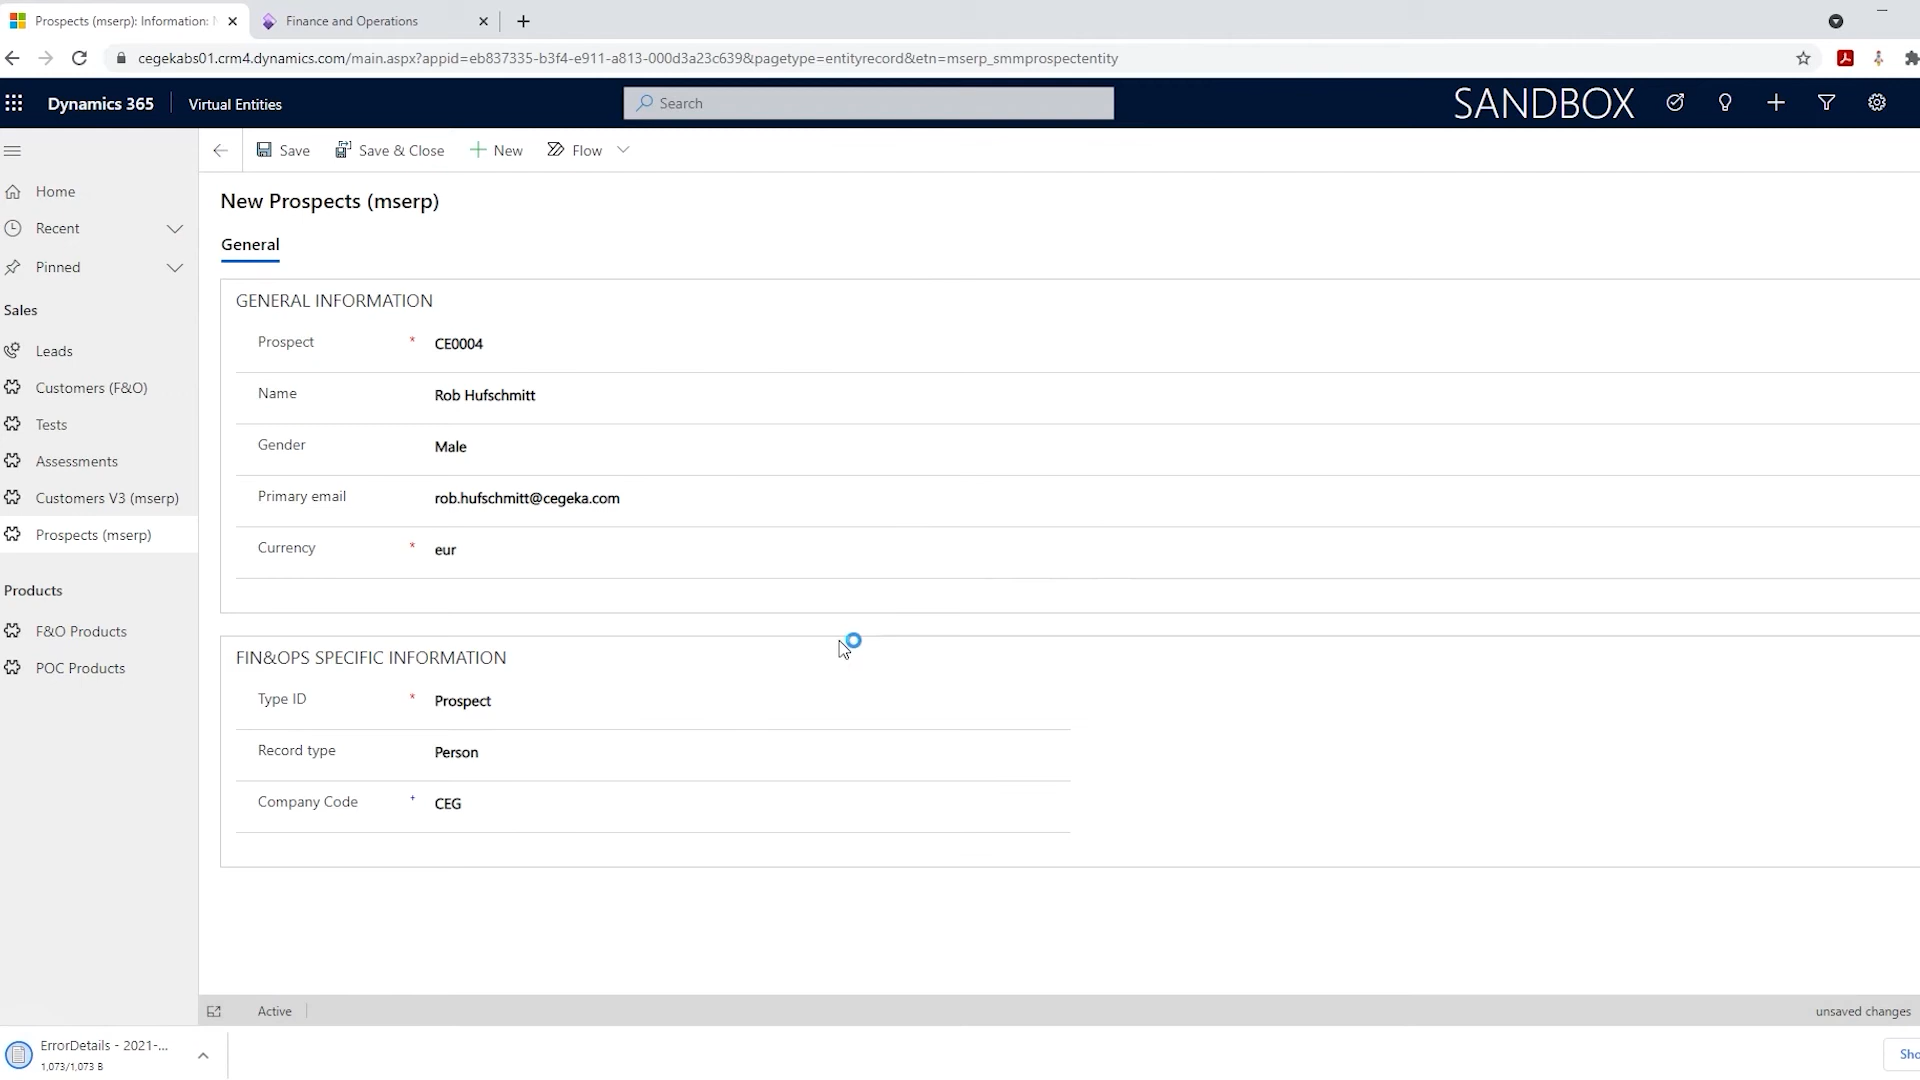 Prospects (mserp): Information: N
Finance and Operations
cegekabs01.crm4.dynamics.com/main.aspx?appid=eb837335-b3f4-e911-a813-000d3a23c639&pagetype=entityrecord&etn=mserp_smmprospectentity
Dynamics 365
Virtual Entities
Search
SANDBOX
Save
Save & Close
New
Flow
Home
Recent
Pinned
Sales
Leads
Customers (F&O)
Tests
Assessments
Customers V3 (mserp)
Prospects (mserp)
Products
F&O Products
POC Products
New Prospects (mserp)
General
GENERAL INFORMATION
Prospect * CE0004
Name Rob Hufschmitt
Gender Male
Primary email rob.hufschmitt@cegeka.com
Currency * eur
FIN&OPS SPECIFIC INFORMATION
Type ID * Prospect
Record type Person
Company Code + CEG
Active
unsaved changes
ErrorDetails - 2021-...
1,073/1,073 B
Sho